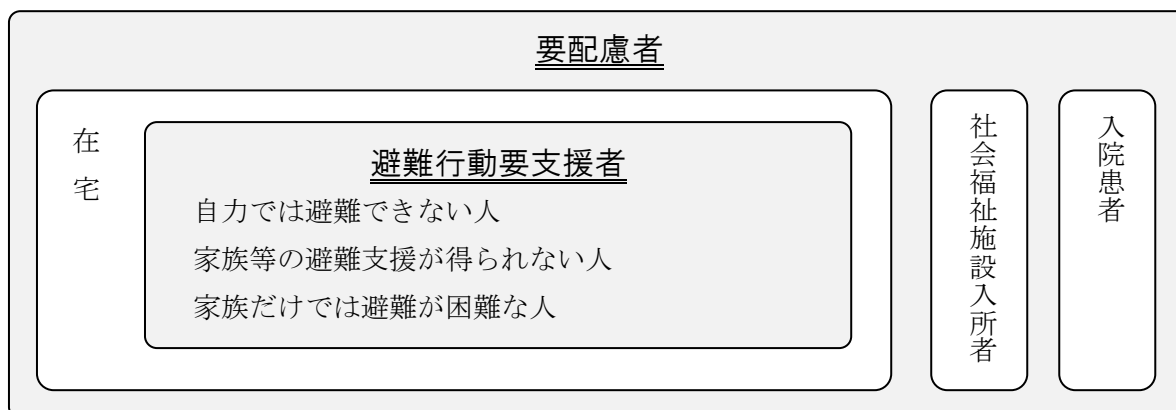 要配慮者
在宅
避難行動要支援者
自力では避難できない人
家族等の避難支援が得られない人
家族だけでは避難が困難な人
社会福祉施設入所者
入院患者